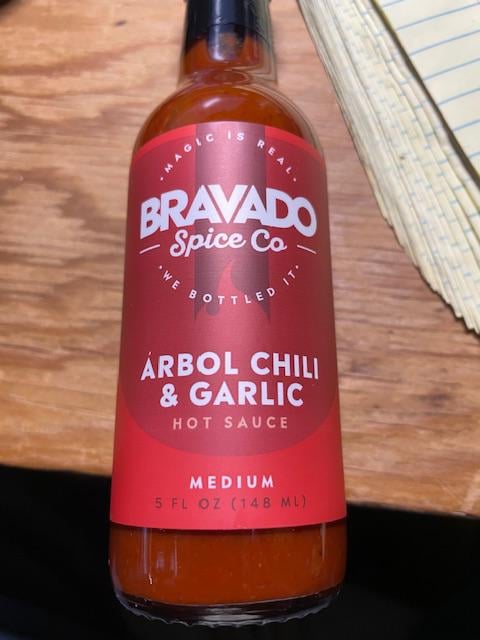 · MAGIC IS REAL ·
BRAVADO
Spice Co
· WE BOTTLED IT ·
ÁRBOL CHILI
& GARLIC
HOT SAUCE
MEDIUM
5 FL OZ (148 ML)